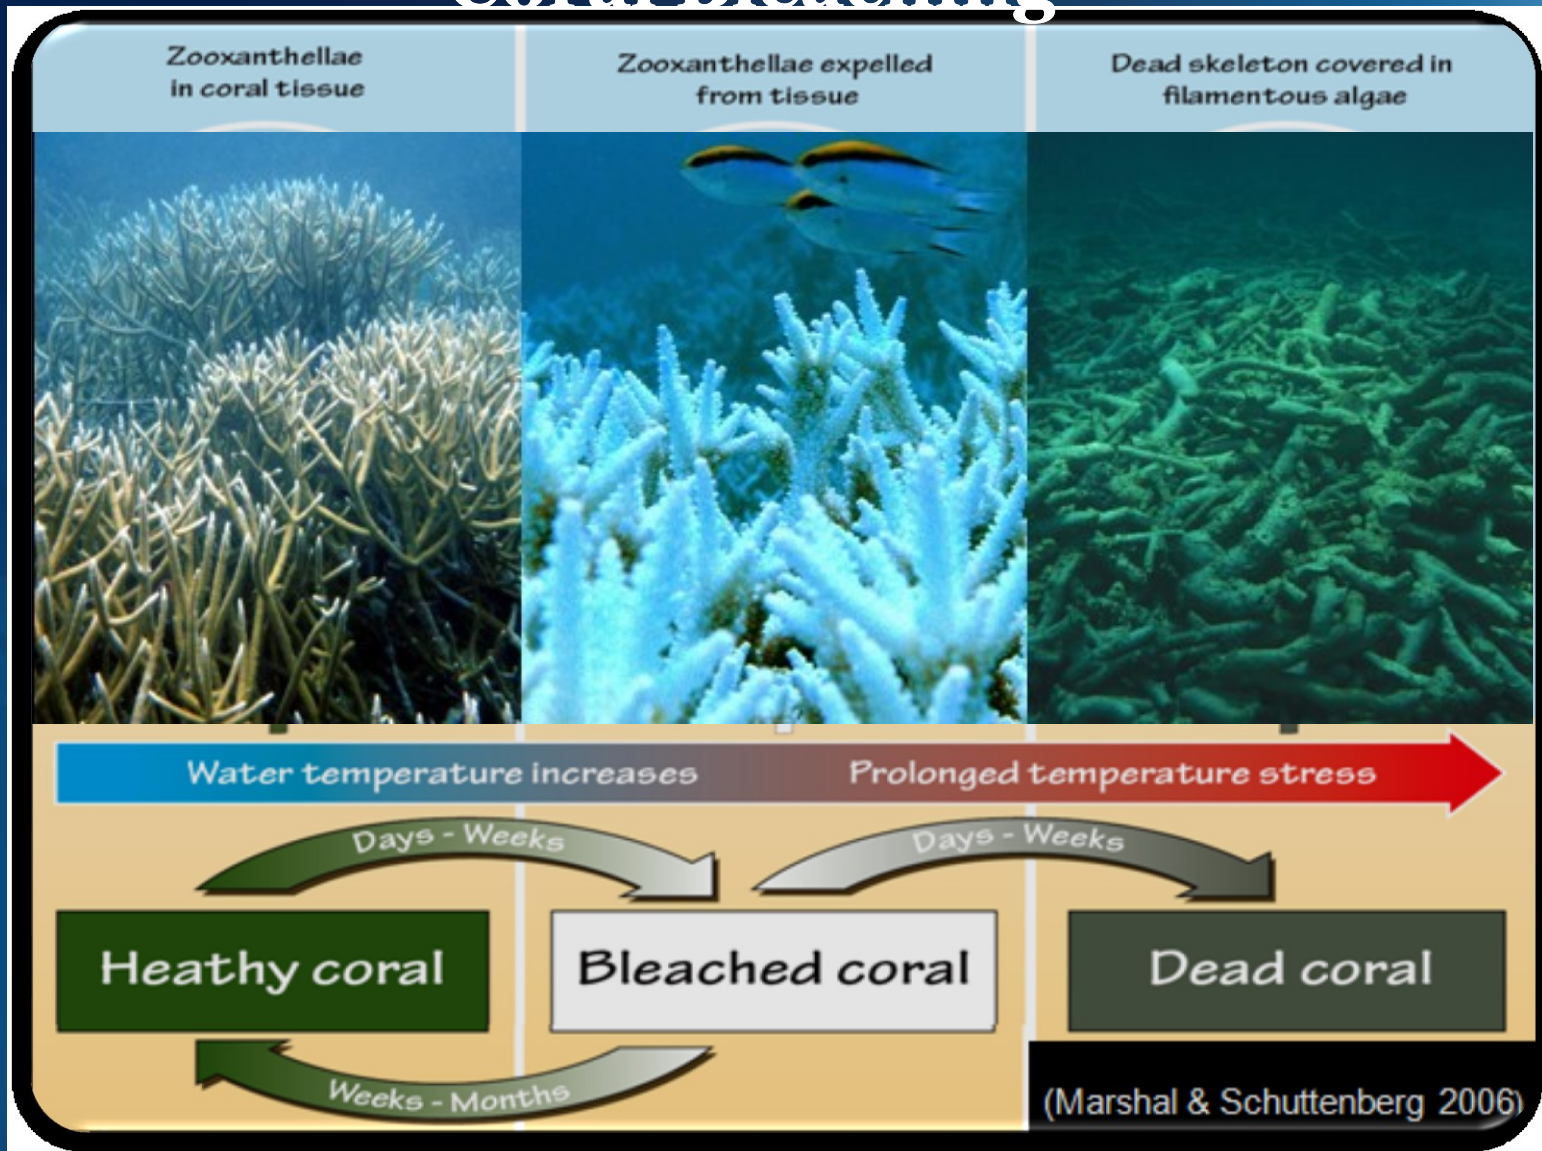 Zooxanthellae
in coral tissue
Zooxanthellae expelled
from tissue
Dead skeleton covered in
filamentous algae
Water temperature increases
Prolonged temperature stress
Days - Weeks
Days - Weeks
Heathy coral
Bleached coral
Dead coral
Weeks - Months
(Marshal & Schuttenberg 2006)